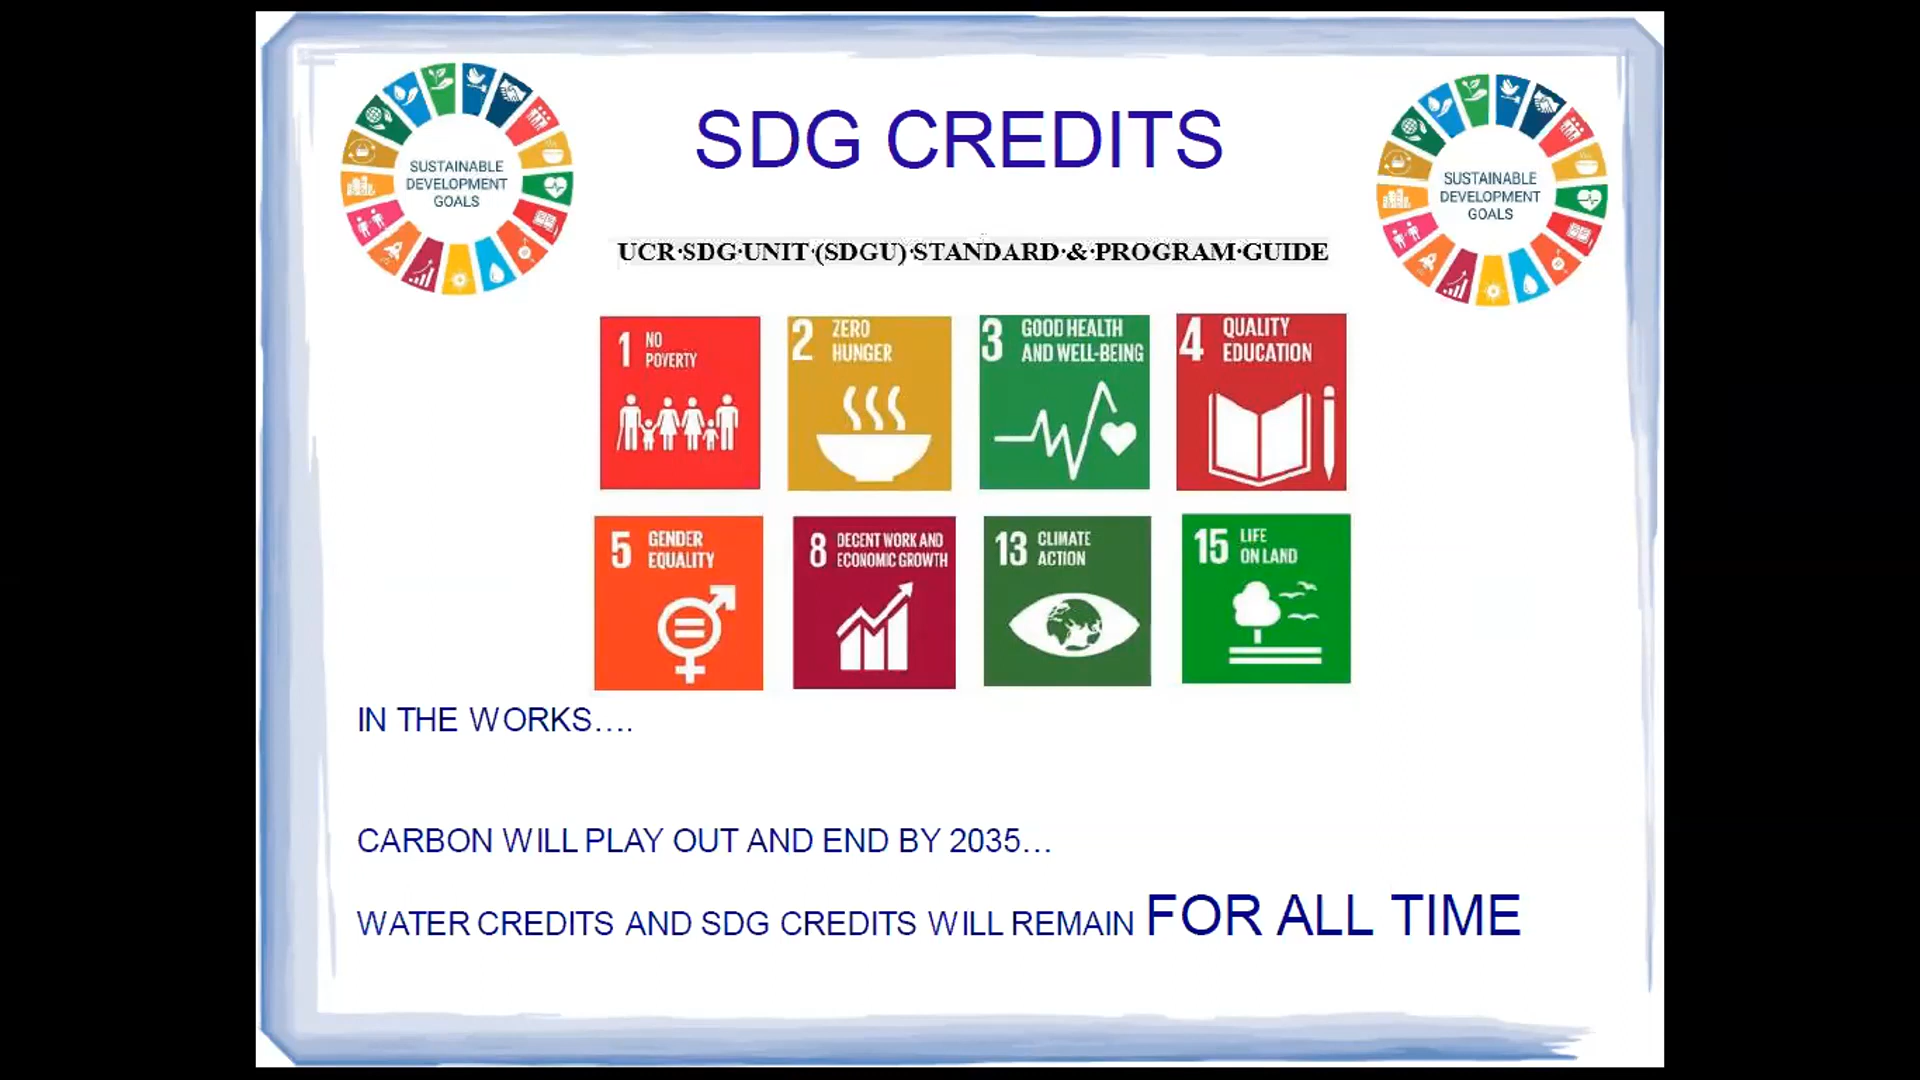 SUSTAINABLE
DEVELOPMENT
GOALS
SDG CREDITS
SUSTAINABLE
DEVELOPMENT
GOALS
UCR·SDG·UNIT·(SDGU)·STANDARD·&·PROGRAM·GUIDE
1 NO
POVERTY
2 ZERO
HUNGER
3 GOOD HEALTH
AND WELL-BEING
4 QUALITY
EDUCATION
5 GENDER
EQUALITY
8 DECENT WORK AND
ECONOMIC GROWTH
13 CLIMATE
ACTION
15 LIFE
ON LAND
IN THE WORKS....
CARBON WILL PLAY OUT AND END BY 2035...
WATER CREDITS AND SDG CREDITS WILL REMAIN FOR ALL TIME